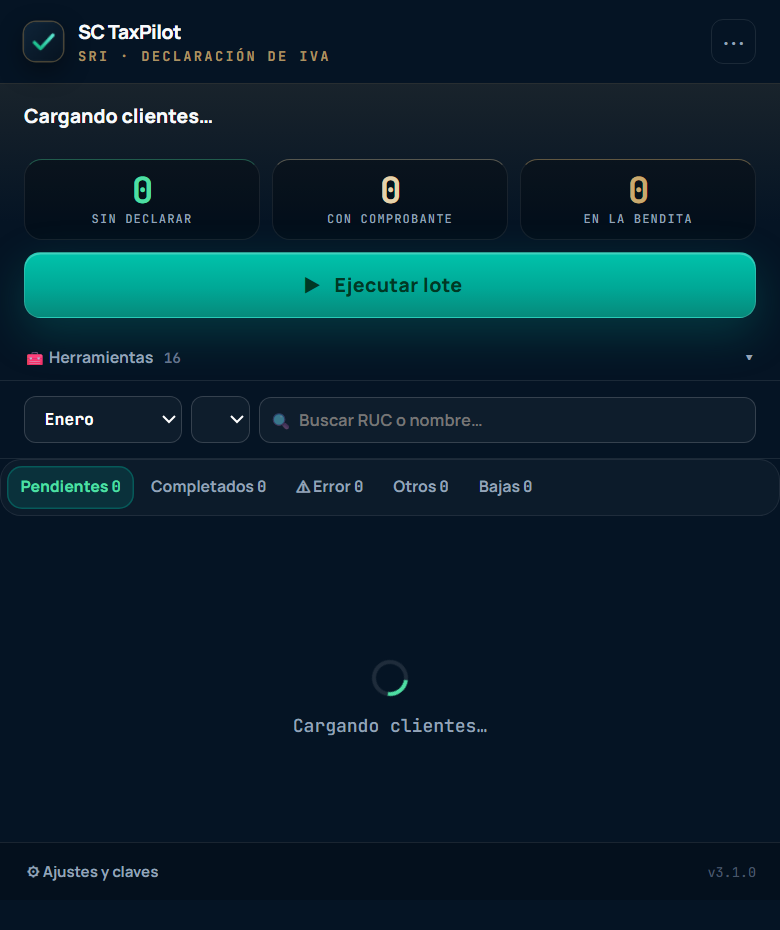 SC TaxPilot
SRI · DECLARACIÓN DE IVA
Cargando clientes…
0
SIN DECLARAR
0
CON COMPROBANTE
0
EN LA BENDITA
▶ Ejecutar lote
Herramientas 16
Enero
Buscar RUC o nombre…
Pendientes 0 Completados 0 ⚠ Error 0 Otros 0 Bajas 0
Cargando clientes…
⚙ Ajustes y claves
v3.1.0